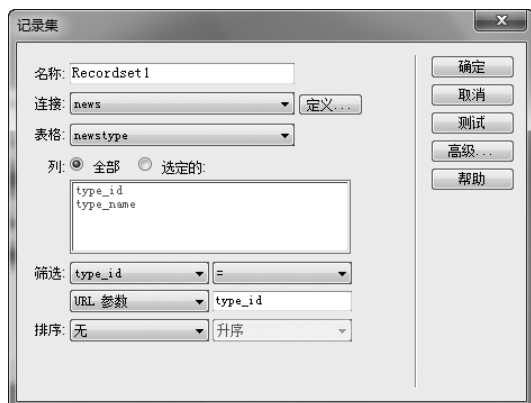 记录集
名称: Recordset1
连接: news 定义...
表格: newstype
列: 全部 选定的:
type_id
type_name
筛选: type_id =
URL 参数 type_id
排序: 无 升序
确定
取消
测试
高级...
帮助